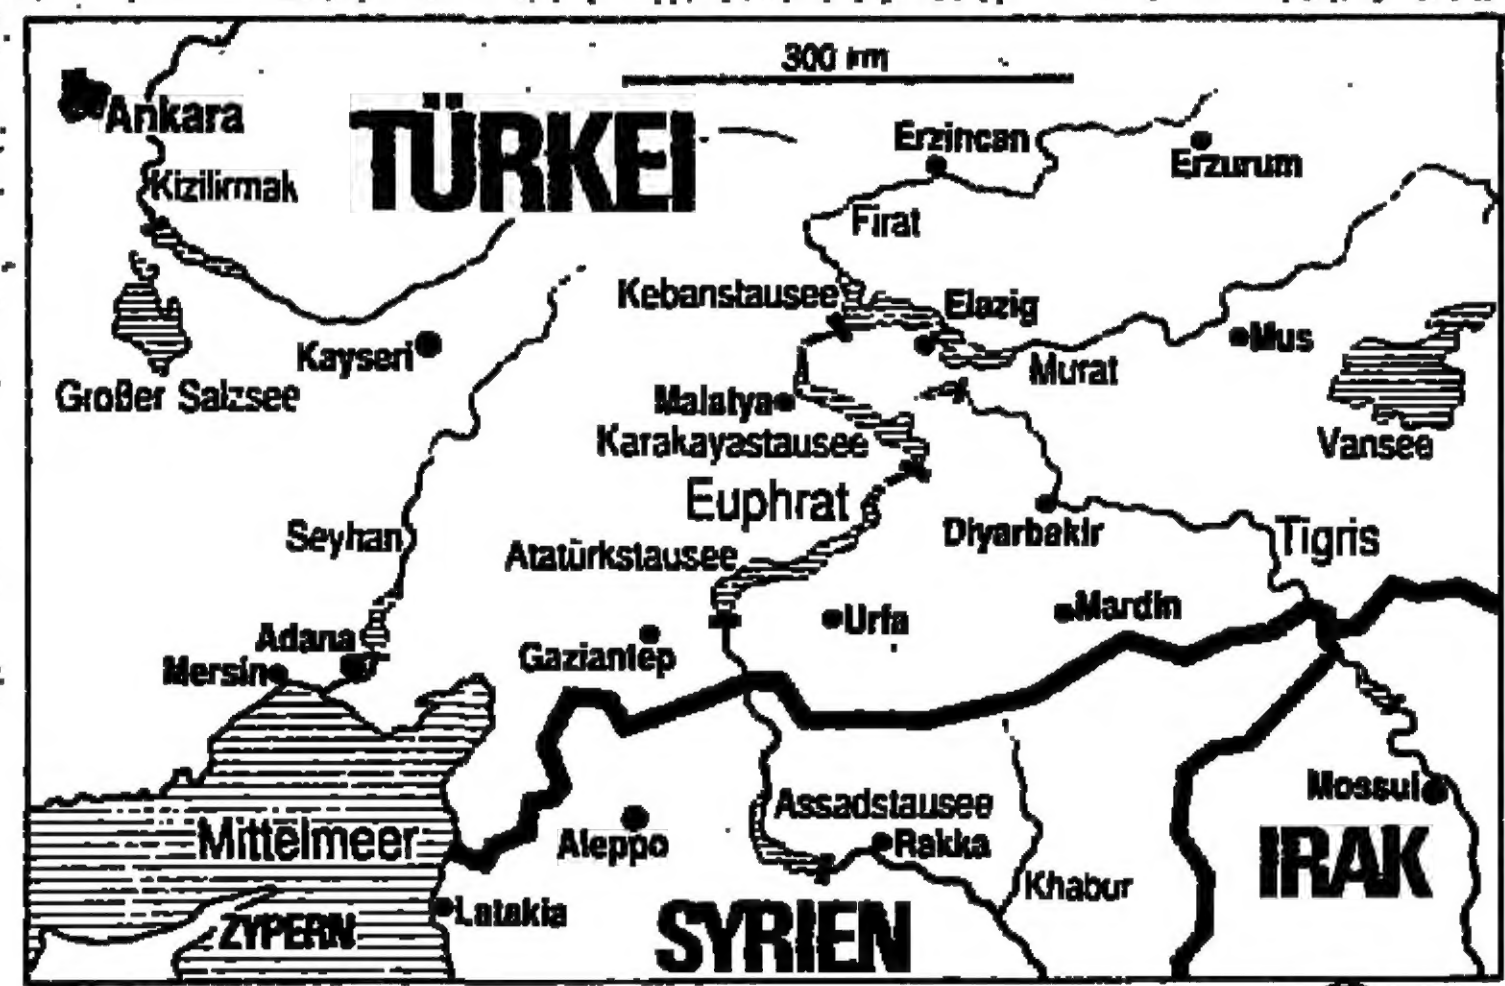 300 km
Ankara
TÜRKEI
Erzincan
Erzurum
Kizilirmak
Firat
Kebanstausee
Elazig
Mus
Kayseri
Murat
Großer Salzsee
Malatya
Karakayastausee
Vansee
Euphrat
Seyhan
Diyarbakir
Tigris
Atatürkstausee
Mardin
Urfa
Adana
Gaziantep
Mersin
Mossul
Assadstausee
Mittelmeer
Aleppo
Rakka
IRAK
Khabur
Latakia
ZYPERN
SYRIEN